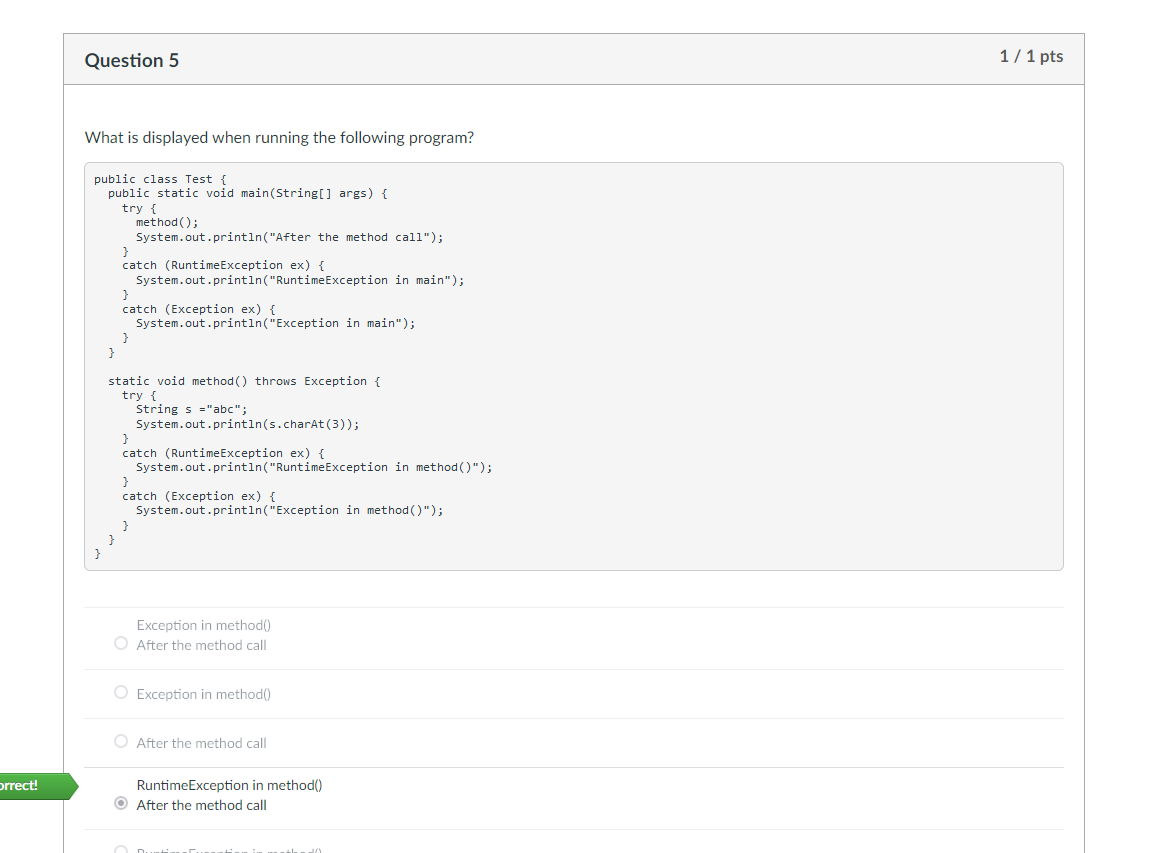 Question 5
1 / 1 pts
What is displayed when running the following program?
public class Test {
  public static void main(String[] args) {
    try {
      method();
      System.out.println("After the method call");
    }
    catch (RuntimeException ex) {
      System.out.println("RuntimeException in main");
    }
    catch (Exception ex) {
      System.out.println("Exception in main");
    }
  }

  static void method() throws Exception {
    try {
      String s ="abc";
      System.out.println(s.charAt(3));
    }
    catch (RuntimeException ex) {
      System.out.println("RuntimeException in method()");
    }
    catch (Exception ex) {
      System.out.println("Exception in method()");
    }
  }
}
Exception in method()
After the method call
Exception in method()
After the method call
orrect!
RuntimeException in method()
After the method call
RuntimeException in method()